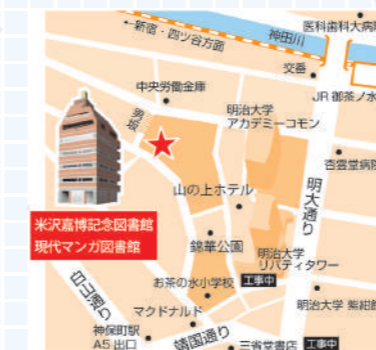 ←新宿・四ツ谷方面
神田川
医科歯科大病院
交番
中央労働金庫
JR 御茶ノ水
明治大学
アカデミーコモン
男坂
杏雲堂病院
山の上ホテル
明大通り
米沢嘉博記念図書館
現代マンガ図書館
錦華公園
明治大学
リバティタワー
お茶の水小学校
工事中
白山通り
マクドナルド
明治大学 紫紺館
神保町駅
A5 出口
靖国通り
三省堂書店
工事中